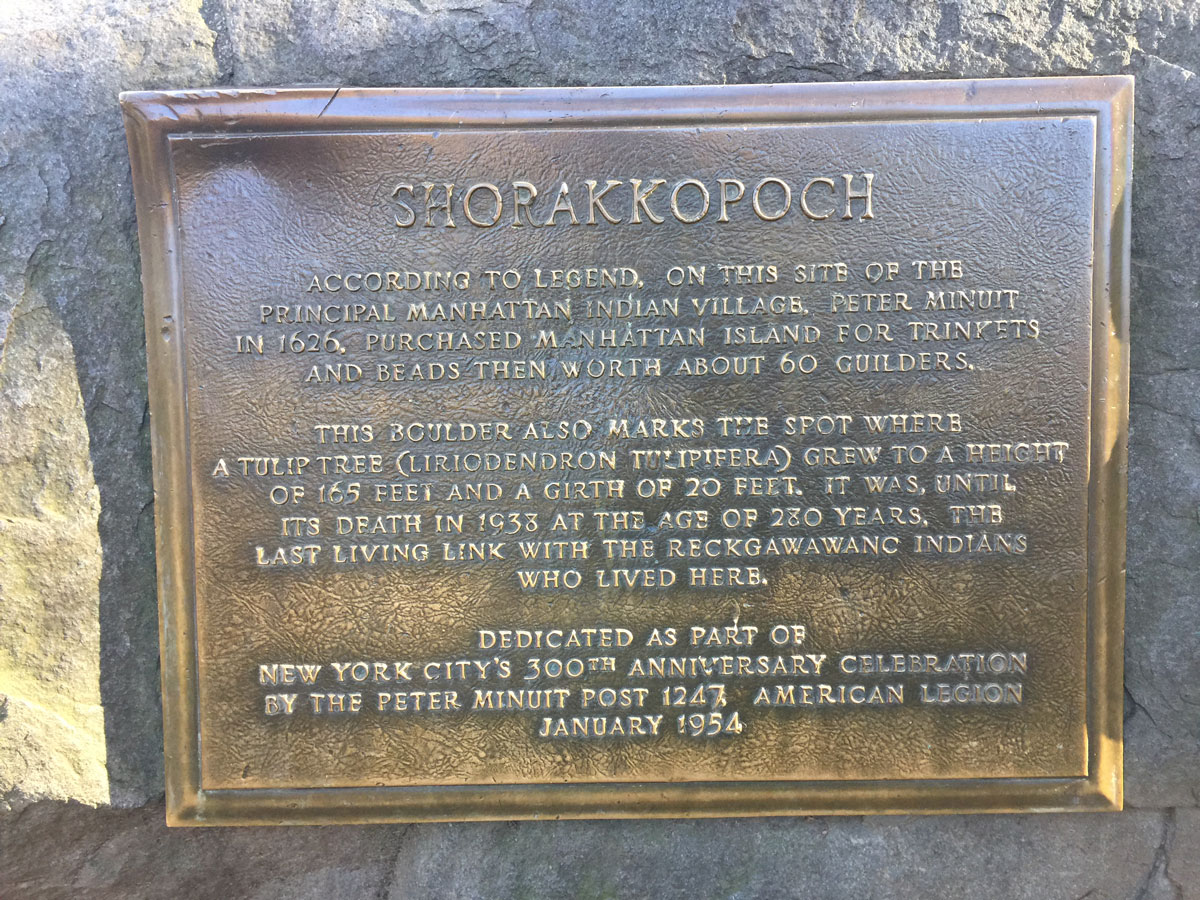 SHORAKKOPOCH
ACCORDING TO LEGEND, ON THIS SITE OF THE
PRINCIPAL MANHATTAN INDIAN VILLAGE, PETER MINUIT
IN 1626, PURCHASED MANHATTAN ISLAND FOR TRINKETS
AND BEADS THEN WORTH ABOUT 60 GUILDERS.
THIS BOULDER ALSO MARKS THE SPOT WHERE
A TULIP TREE (LIRIODENDRON TULIPIFERA) GREW TO A HEIGHT
OF 165 FEET AND A GIRTH OF 20 FEET. IT WAS, UNTIL
ITS DEATH IN 1938 AT THE AGE OF 280 YEARS, THE
LAST LIVING LINK WITH THE RECKGAWAWANC INDIANS
WHO LIVED HERE.
DEDICATED AS PART OF
NEW YORK CITY'S 300TH ANNIVERSARY CELEBRATION
BY THE PETER MINUIT POST 1247, AMERICAN LEGION
JANUARY 1954